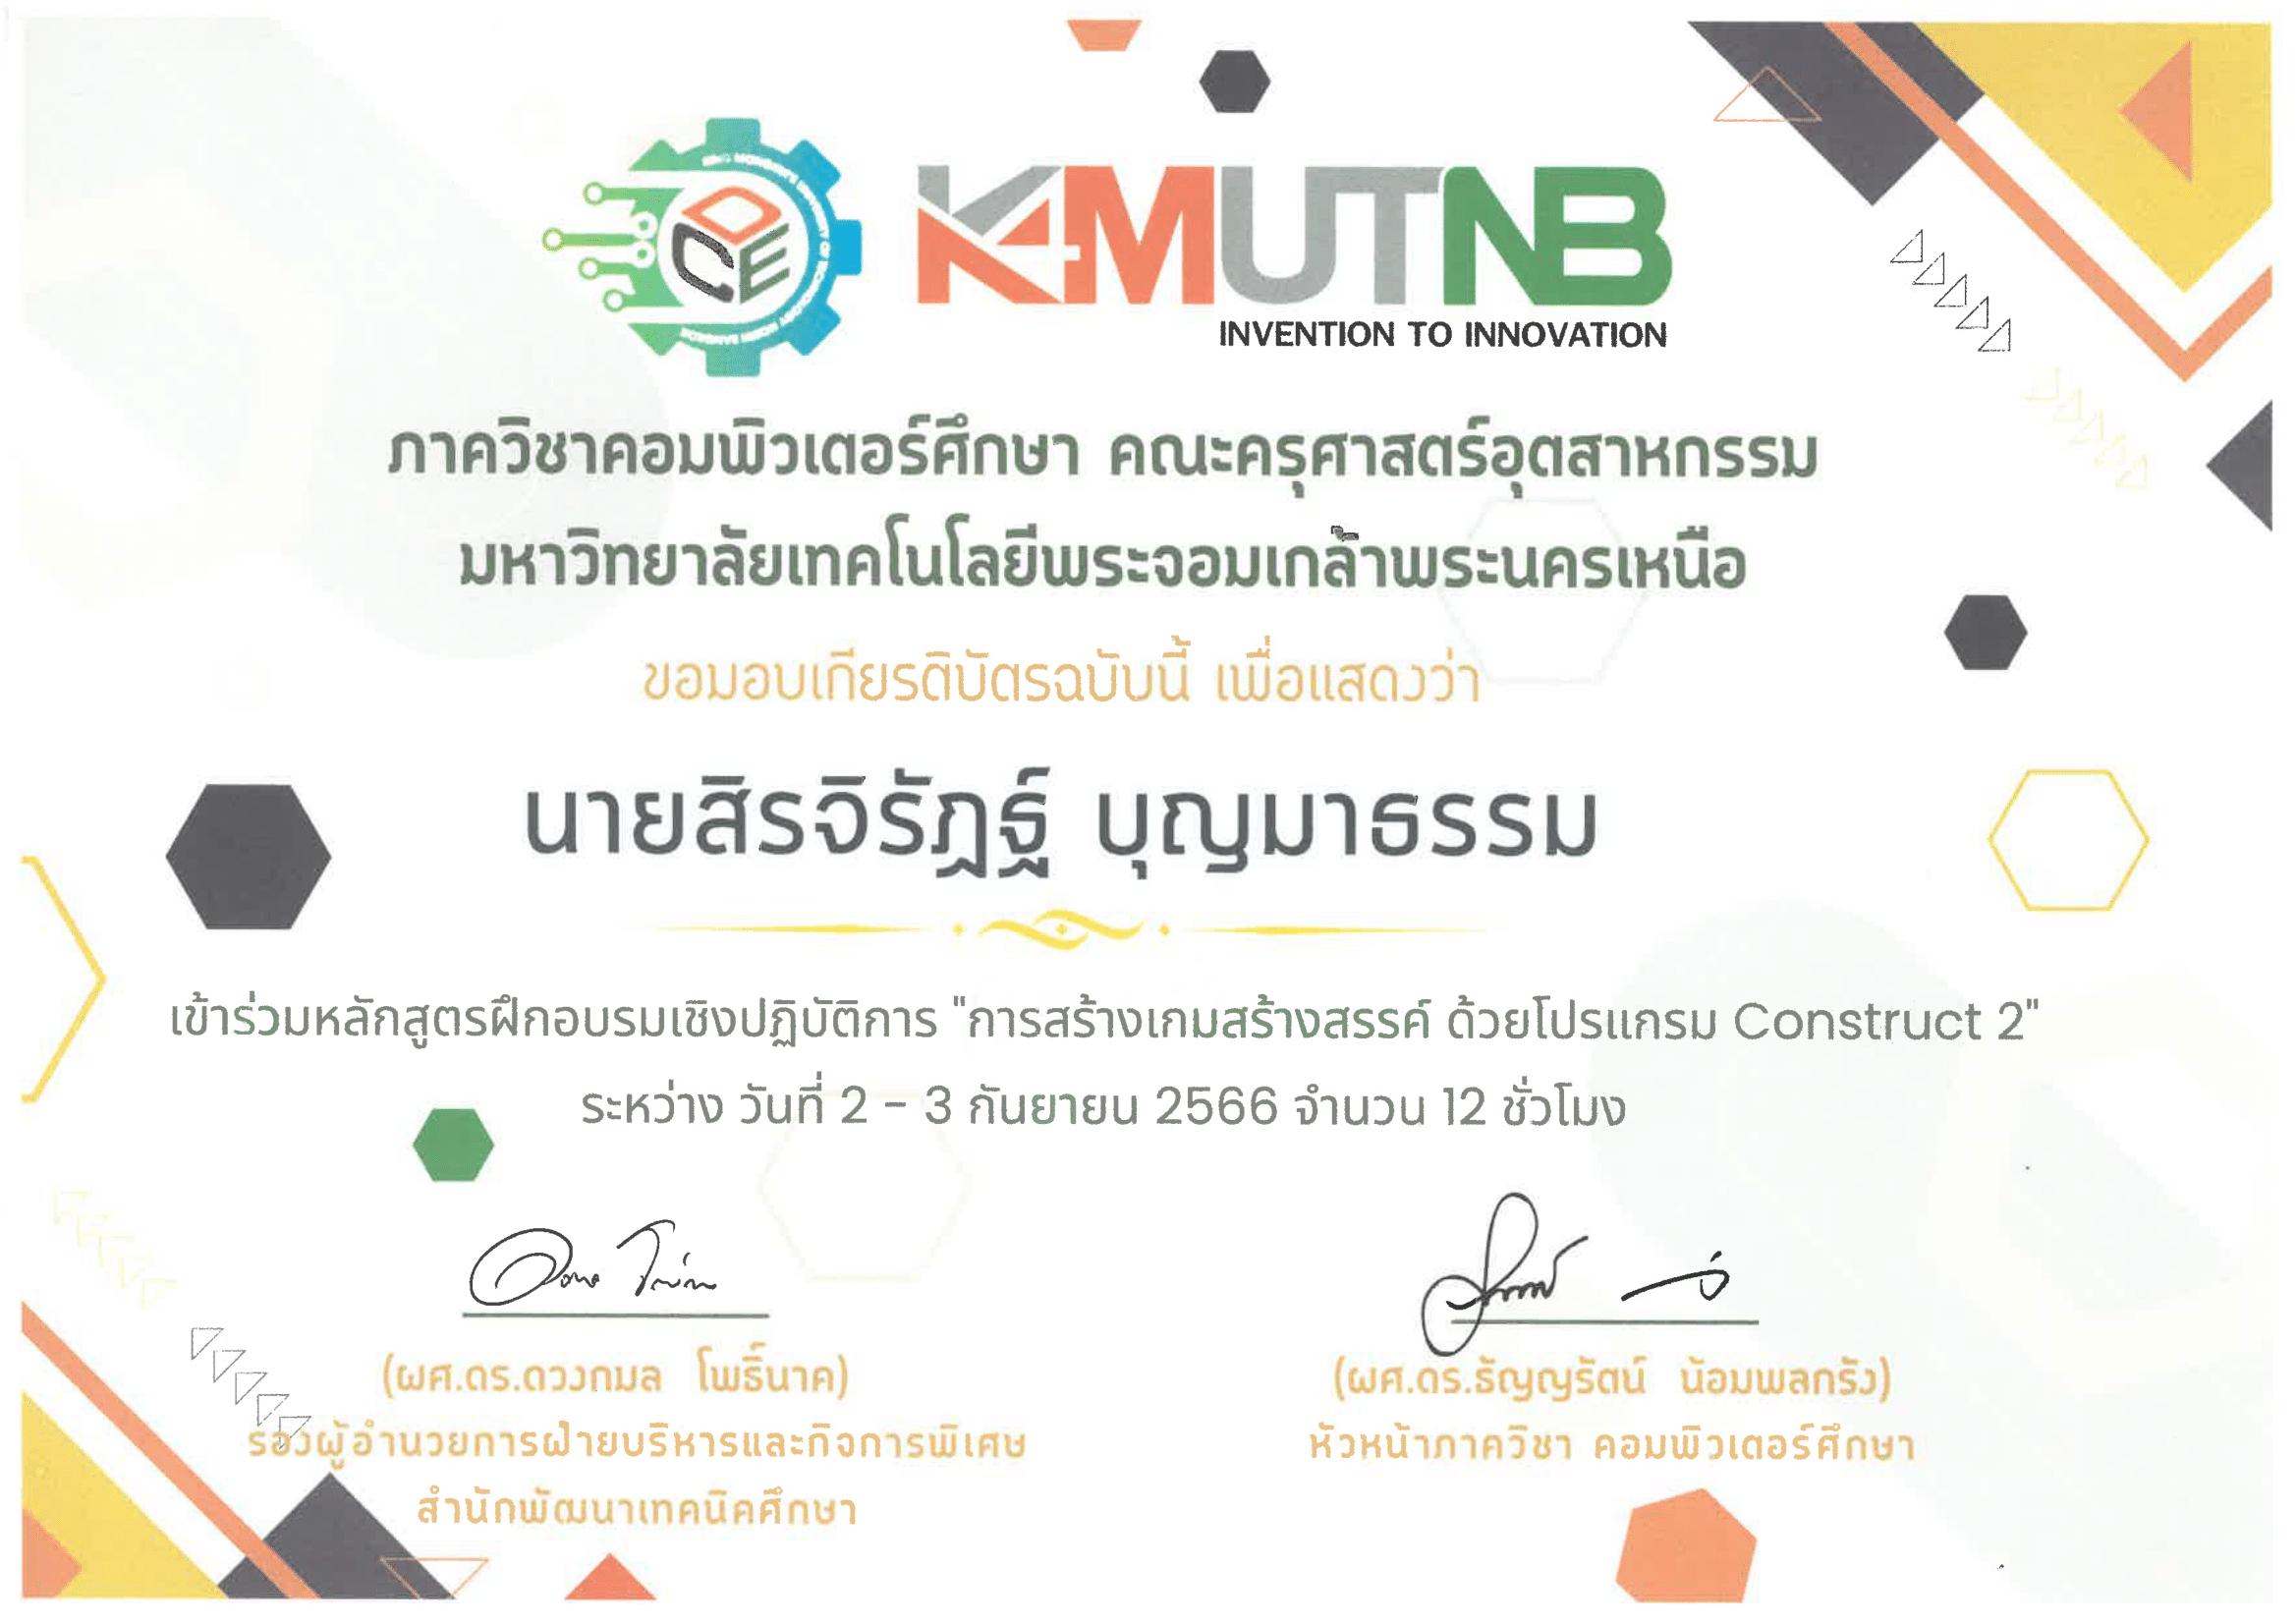 DCE
KMUTNB
INVENTION TO INNOVATION
ภาควิชาคอมพิวเตอร์ศึกษา คณะครุศาสตร์อุตสาหกรรม
มหาวิทยาลัยเทคโนโลยีพระจอมเกล้าพระนครเหนือ
ขอมอบเกียรติบัตรฉบับนี้ เพื่อแสดงว่า
นายสิรจิรัฏฐ์ บุญมาธรรม
เข้าร่วมหลักสูตรฝึกอบรมเชิงปฏิบัติการ "การสร้างเกมสร้างสรรค์ ด้วยโปรแกรม Construct 2"
ระหว่าง วันที่ 2 - 3 กันยายน 2566 จำนวน 12 ชั่วโมง
(ผศ.ดร.ดวงกมล โพธิ์นาค)
รองผู้อำนวยการฝ่ายบริหารและกิจการพิเศษ
สำนักพัฒนาเทคนิคศึกษา
(ผศ.ดร.ธัญญรัตน์ น้อมพลกรัง)
หัวหน้าภาควิชา คอมพิวเตอร์ศึกษา